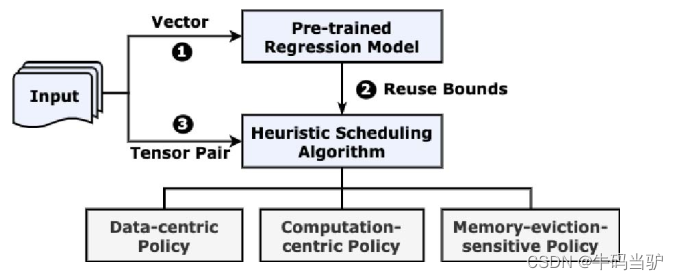 Vector
❶
Pre-trained
Regression Model
Input
❷ Reuse Bounds
❸
Tensor Pair
Heuristic Scheduling
Algorithm
Data-centric
Policy
Computation-
centric Policy
Memory-eviction-
sensitive Policy
CSDN @牛码当驴